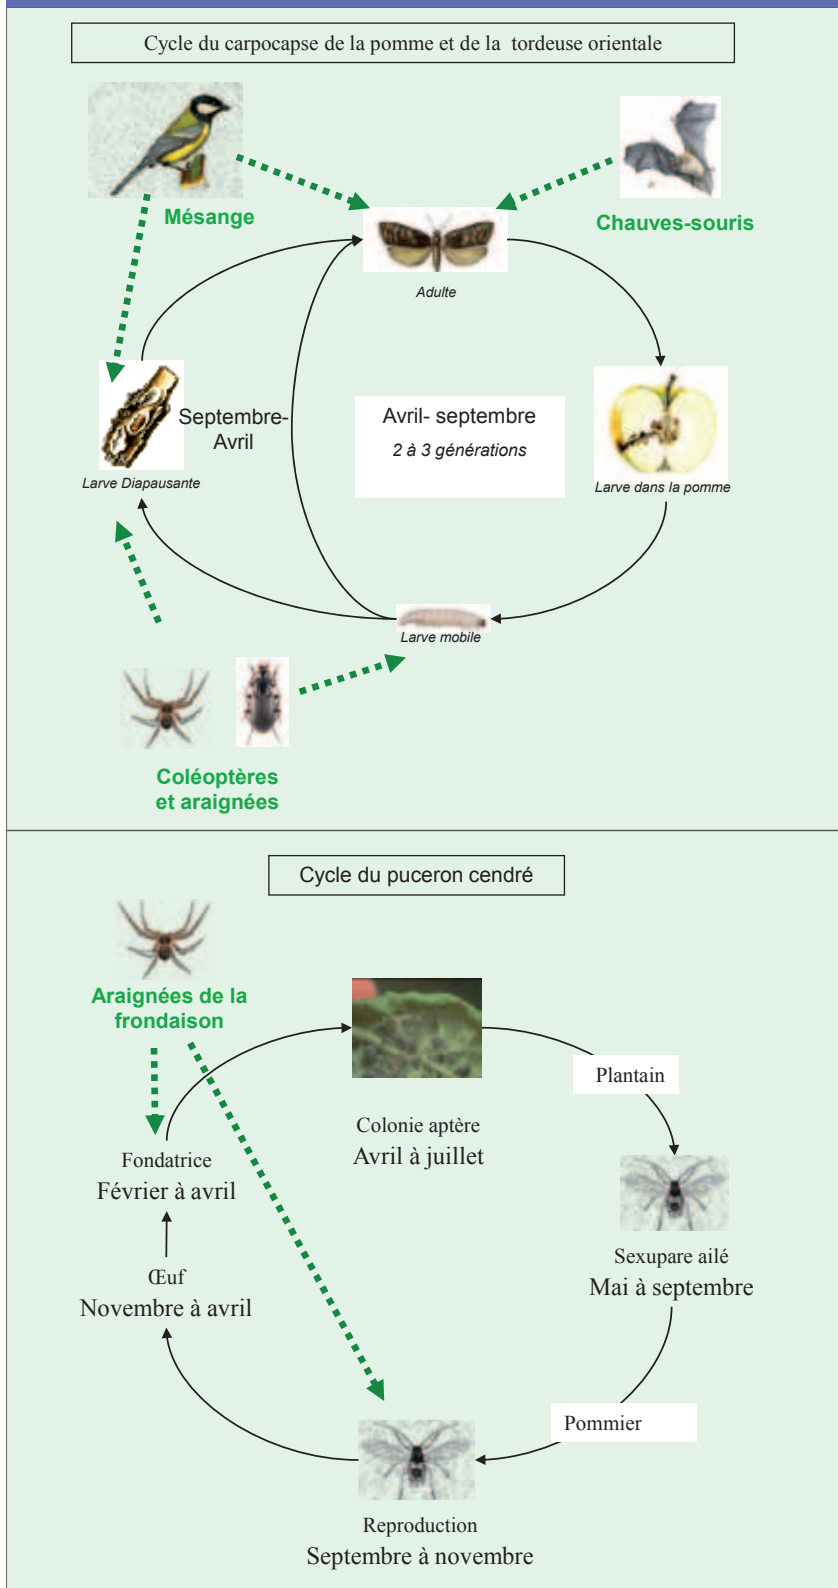 Cycle du carpocapse de la pomme et de la tordeuse orientale
Mésange
Chauves-souris
Adulte
Septembre-
Avril
Avril- septembre
2 à 3 générations
Larve Diapausante
Larve dans la pomme
Larve mobile
Coléoptères
et araignées
Cycle du puceron cendré
Araignées de la
frondaison
Plantain
Colonie aptère
Avril à juillet
Fondatrice
Février à avril
Sexupare ailé
Mai à septembre
Œuf
Novembre à avril
Pommier
Reproduction
Septembre à novembre